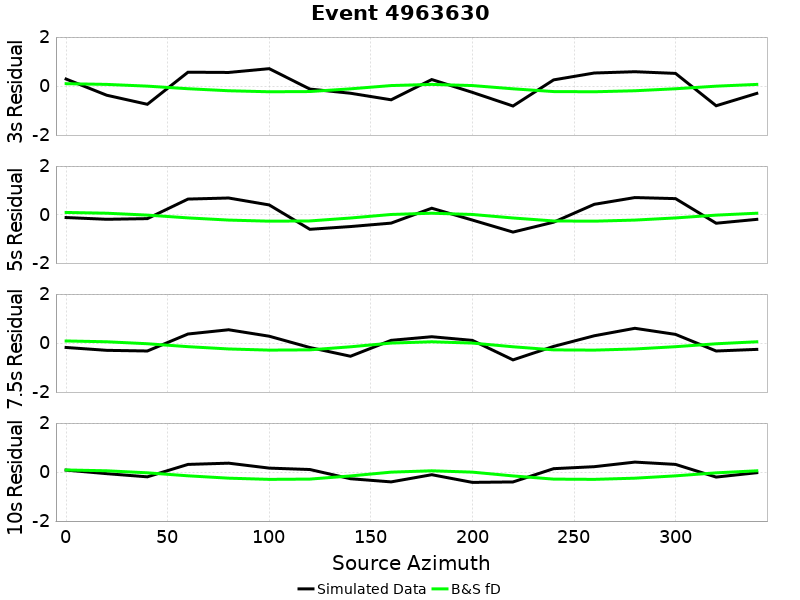 Event 4963630
3s Residual
2
0
-2
5s Residual
2
0
-2
7.5s Residual
2
0
-2
10s Residual
2
0
-2
0 50 100 150 200 250 300
Source Azimuth
Simulated Data B&S fD